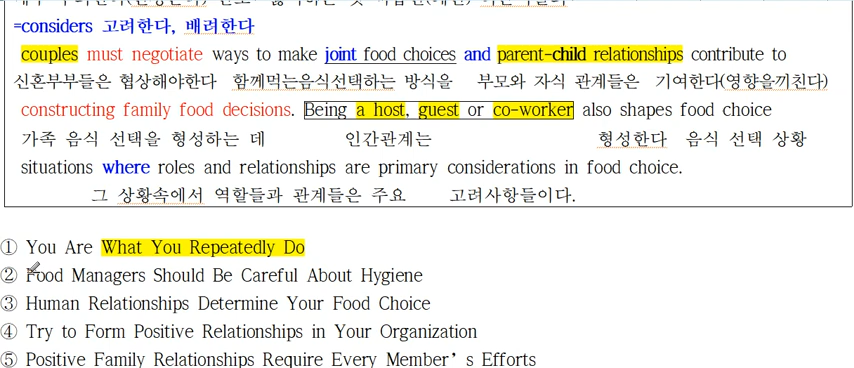 =considers 고려한다, 배려한다
couples must negotiate ways to make joint food choices and parent-child relationships contribute to
신혼부부들은 협상해야한다 함께먹는음식선택하는 방식을 부모와 자식 관계들은 기여한다(영향을끼친다)
constructing family food decisions. Being a host, guest or co-worker also shapes food choice
가족 음식 선택을 형성하는 데 인간관계는 형성한다 음식 선택 상황
situations where roles and relationships are primary considerations in food choice.
그 상황속에서 역할들과 관계들은 주요 고려사항들이다.
① You Are What You Repeatedly Do
② Food Managers Should Be Careful About Hygiene
③ Human Relationships Determine Your Food Choice
④ Try to Form Positive Relationships in Your Organization
⑤ Positive Family Relationships Require Every Member’s Efforts